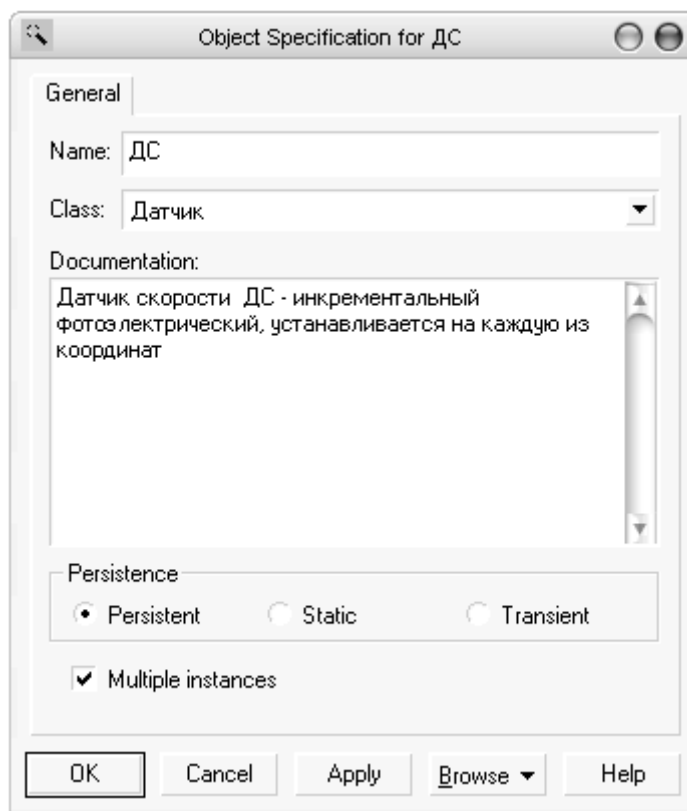 Object Specification for ДС
General
Name: ДС
Class: Датчик
Documentation:
Датчик скорости ДС - инкрементальный
фотоэлектрический, устанавливается на каждую из
координат
Persistence
Persistent Static Transient
Multiple instances
OK Cancel Apply Browse Help